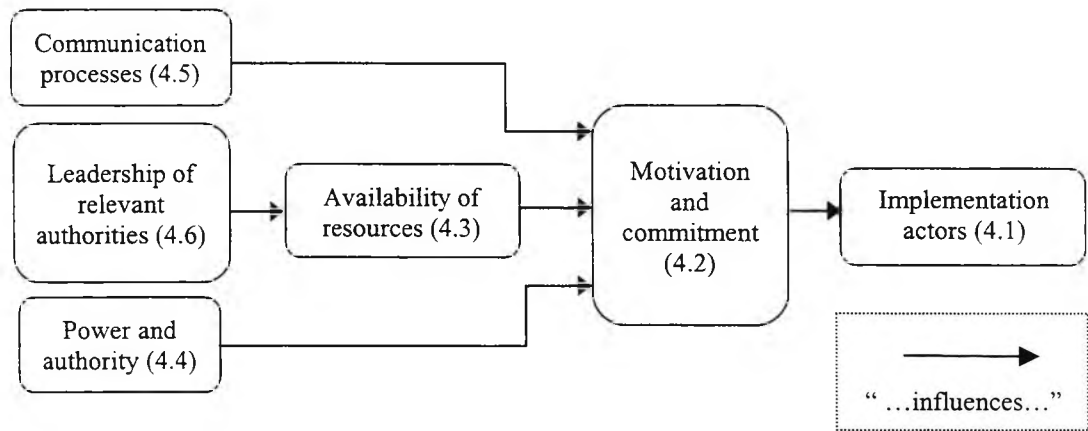 Communication
processes (4.5)
Leadership of
relevant
authorities (4.6)
Power and
authority (4.4)
Availability of
resources (4.3)
Motivation
and
commitment
(4.2)
Implementation
actors (4.1)
“ …influences…”